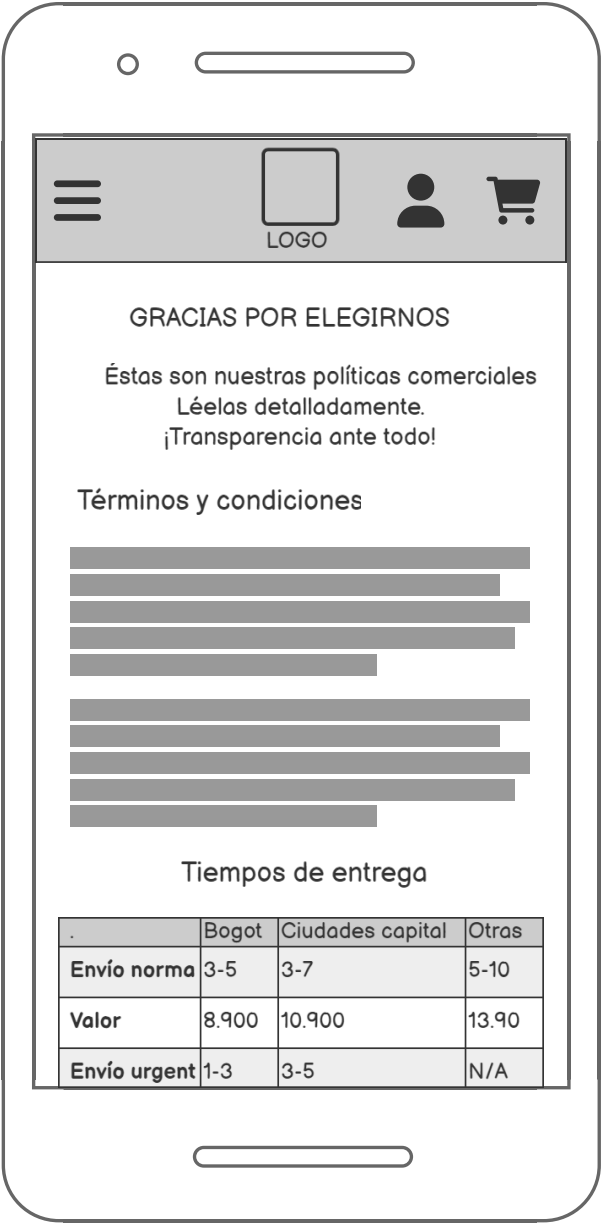 LOGO
GRACIAS POR ELEGIRNOS
Éstas son nuestras políticas comerciales
Léelas detalladamente.
¡Transparencia ante todo!
Términos y condiciones
Tiempos de entrega
. Bogot Ciudades capital Otras
Envío norma 3-5 3-7 5-10
Valor 8.900 10.900 13.90
Envío urgent 1-3 3-5 N/A